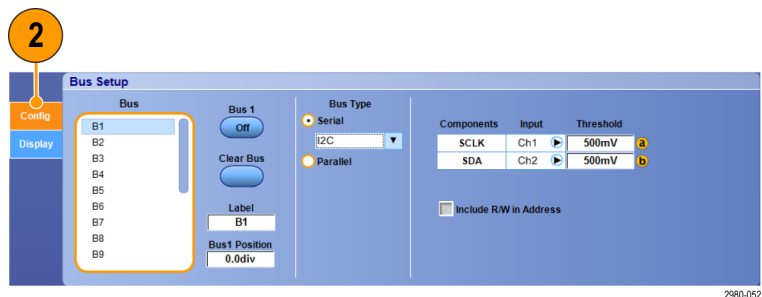 2
Bus Setup
Config
Display
Bus
B1
B2
B3
B4
B5
B6
B7
B8
B9
Bus 1
Off
Clear Bus
Label
B1
Bus1 Position
0.0div
Bus Type
Serial
I2C
Parallel
Components Input Threshold
SCLK Ch1 500mV a
SDA Ch2 500mV b
Include R/W in Address
2980-052